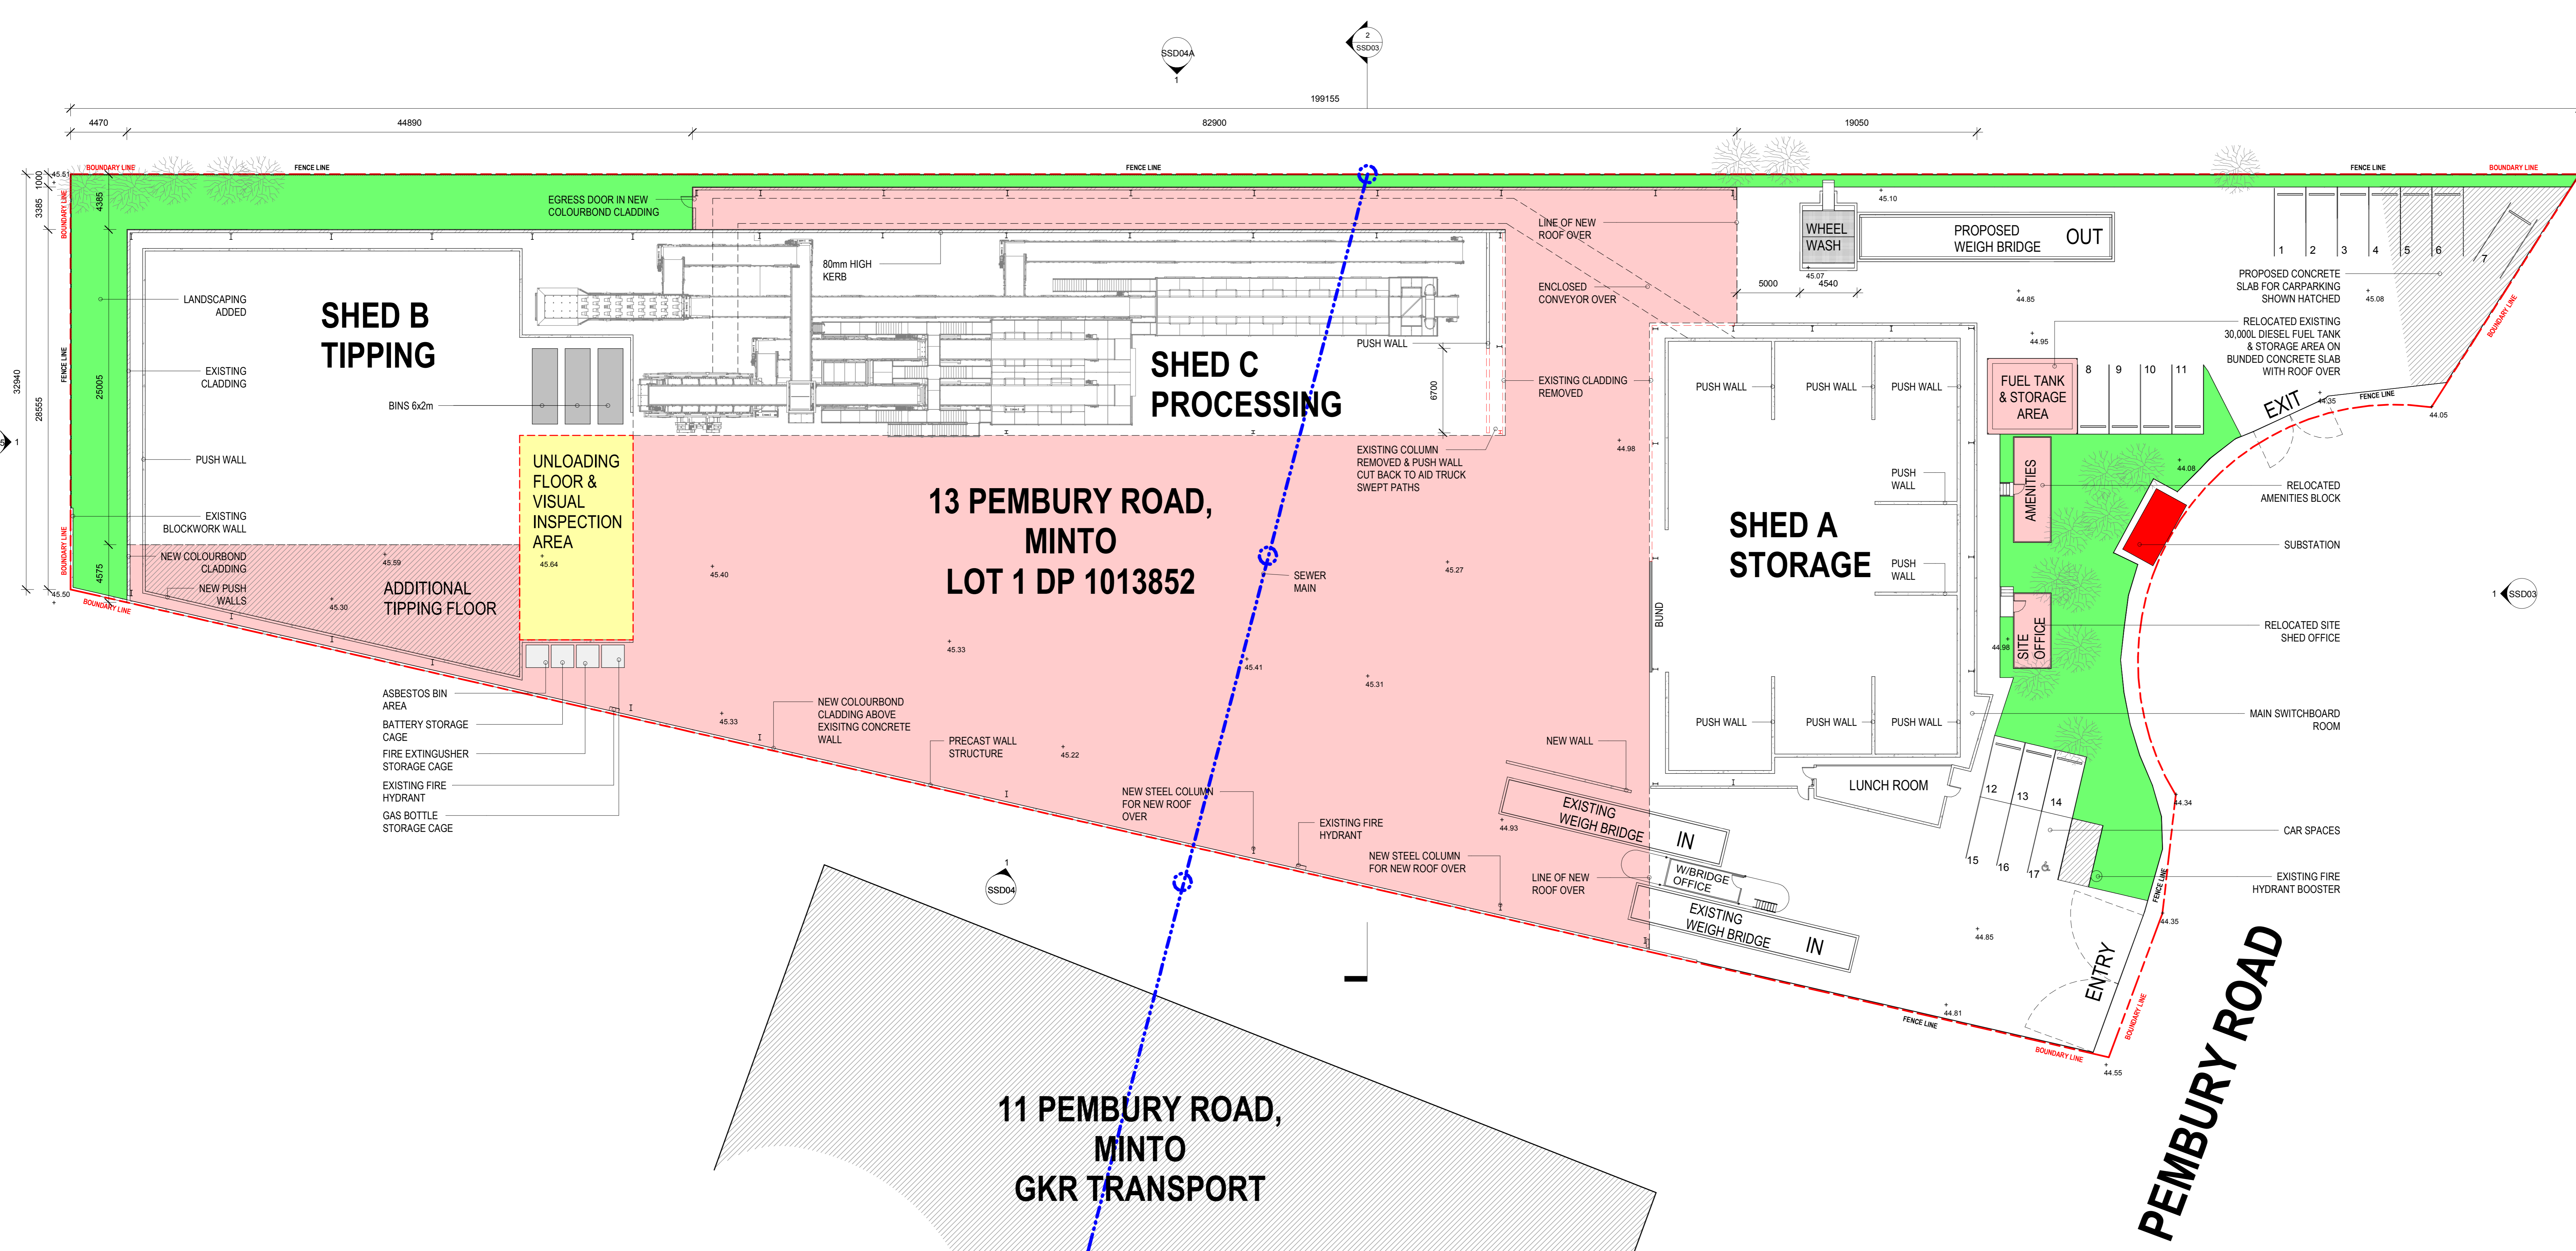 SSD04A
1
2
SSD03
199155
4470
44890
82900
19050
BOUNDARY LINE
FENCE LINE
FENCE LINE
FENCE LINE
BOUNDARY LINE
45.51
1000
3385
4385
BOUNDARY LINE
EGRESS DOOR IN NEW
COLOURBOND CLADDING
LINE OF NEW
ROOF OVER
45.10
WHEEL
WASH
PROPOSED
WEIGH BRIDGE
OUT
1
2
3
4
5
6
7
80mm HIGH
KERB
45.07
5000
4540
ENCLOSED
CONVEYOR OVER
44.85
PROPOSED CONCRETE
SLAB FOR CARPARKING
SHOWN HATCHED
45.08
BOUNDARY LINE
LANDSCAPING
ADDED
SHED B
TIPPING
RELOCATED EXISTING
30,000L DIESEL FUEL TANK
& STORAGE AREA ON
BUNDED CONCRETE SLAB
WITH ROOF OVER
44.95
PUSH WALL
SHED C
PROCESSING
6700
FENCE LINE
32940
28555
25005
EXISTING
CLADDING
EXISTING CLADDING
REMOVED
PUSH WALL
PUSH WALL
PUSH WALL
FUEL TANK
& STORAGE
AREA
8
9
10
11
EXIT
44.35
FENCE LINE
44.05
BINS 6x2m
1
PUSH WALL
UNLOADING
FLOOR &
VISUAL
INSPECTION
AREA
45.64
EXISTING COLUMN
REMOVED & PUSH WALL
CUT BACK TO AID TRUCK
SWEPT PATHS
44.98
PUSH
WALL
AMENITIES
44.08
RELOCATED
AMENITIES BLOCK
13 PEMBURY ROAD,
MINTO
LOT 1 DP 1013852
SHED A
STORAGE
EXISTING
BLOCKWORK WALL
SUBSTATION
BOUNDARY LINE
NEW COLOURBOND
CLADDING
45.59
45.40
SEWER
MAIN
45.27
PUSH
WALL
4575
NEW PUSH
WALLS
45.30
ADDITIONAL
TIPPING FLOOR
45.50
BOUNDARY LINE
BUND
1
SSD03
SITE
OFFICE
44.98
RELOCATED SITE
SHED OFFICE
45.33
45.41
45.31
ASBESTOS BIN
AREA
BATTERY STORAGE
CAGE
FIRE EXTINGUSHER
STORAGE CAGE
EXISTING FIRE
HYDRANT
GAS BOTTLE
STORAGE CAGE
45.33
NEW COLOURBOND
CLADDING ABOVE
EXISITNG CONCRETE
WALL
PRECAST WALL
STRUCTURE
45.22
NEW WALL
PUSH WALL
PUSH WALL
PUSH WALL
MAIN SWITCHBOARD
ROOM
LUNCH ROOM
12
13
14
15
16
17
44.34
CAR SPACES
NEW STEEL COLUMN
FOR NEW ROOF
OVER
EXISTING FIRE
HYDRANT
EXISTING
WEIGH BRIDGE
IN
44.93
NEW STEEL COLUMN
FOR NEW ROOF OVER
LINE OF NEW
ROOF OVER
W/BRIDGE
OFFICE
EXISTING
WEIGH BRIDGE
IN
EXISTING FIRE
HYDRANT BOOSTER
FENCE LINE
44.35
1
SSD04
44.85
ENTRY
44.81
FENCE LINE
BOUNDARY LINE
BOUNDARY LINE
44.55
PEMBURY ROAD
11 PEMBURY ROAD,
MINTO
GKR TRANSPORT